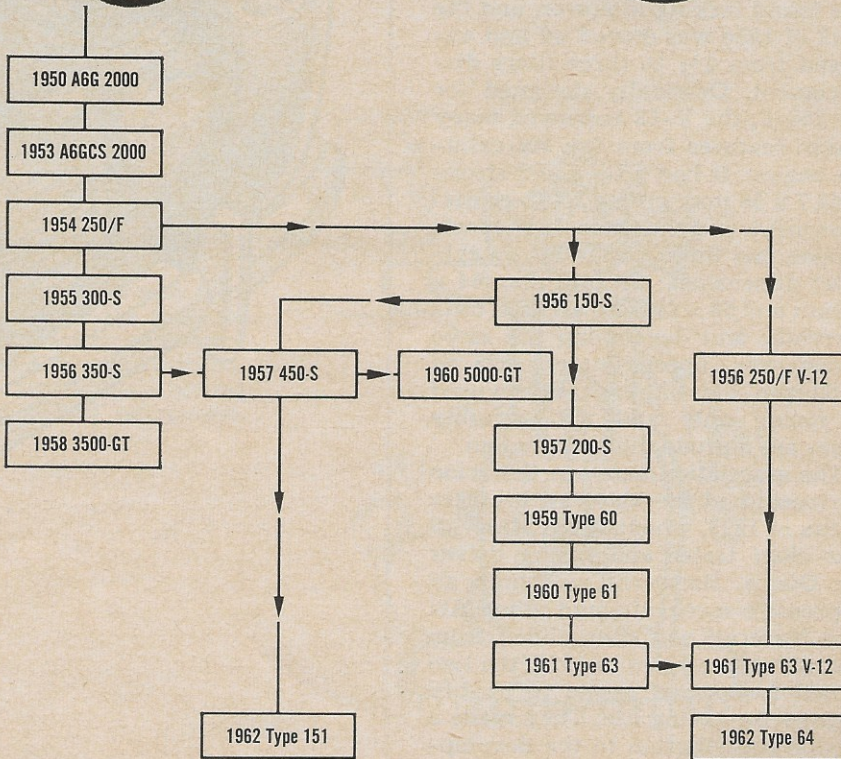 1950 A6G 2000
1953 A6GCS 2000
1954 250/F
1955 300-S
1956 150-S
1956 350-S
1957 450-S
1960 5000-GT
1956 250/F V-12
1958 3500-GT
1957 200-S
1959 Type 60
1960 Type 61
1961 Type 63
1961 Type 63 V-12
1962 Type 151
1962 Type 64